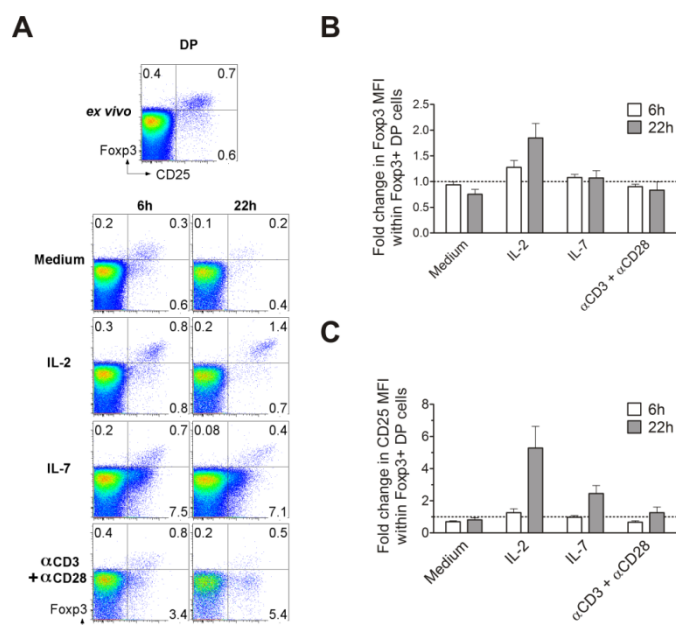 A
DP
0.4 0.7
ex vivo
Foxp3
0.6
CD25
6h 22h
0.2 0.3 0.1 0.2
Medium
0.6 0.4
0.3 0.8 0.2 1.4
IL-2
0.8 0.7
0.2 0.7 0.08 0.4
IL-7
7.5 7.1
0.4 0.8 0.2 0.5
αCD3
+ αCD28
Foxp3
3.4 5.4
B
Fold change in Foxp3 MFI
within Foxp3+ DP cells
2.5
2.0
1.5
1.0
0.5
0.0
6h
22h
Medium
IL-2
IL-7
αCD3 + αCD28
C
Fold change in CD25 MFI
within Foxp3+ DP cells
8
6
4
2
0
6h
22h
Medium
IL-2
IL-7
αCD3 + αCD28